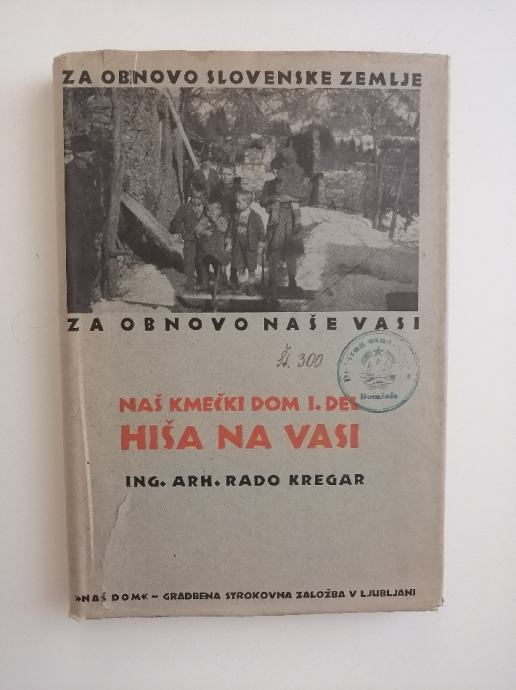 ZA OBNOVO SLOVENSKE ZEMLJE
ZA OBNOVO NAŠE VASI
Št. 300
NAŠ KMEČKI DOM I. DEL
HIŠA NA VASI
ING. ARH. RADO KREGAR
»NAŠ DOM« – GRADBENA STROKOVNA ZALOŽBA V LJUBLJANI